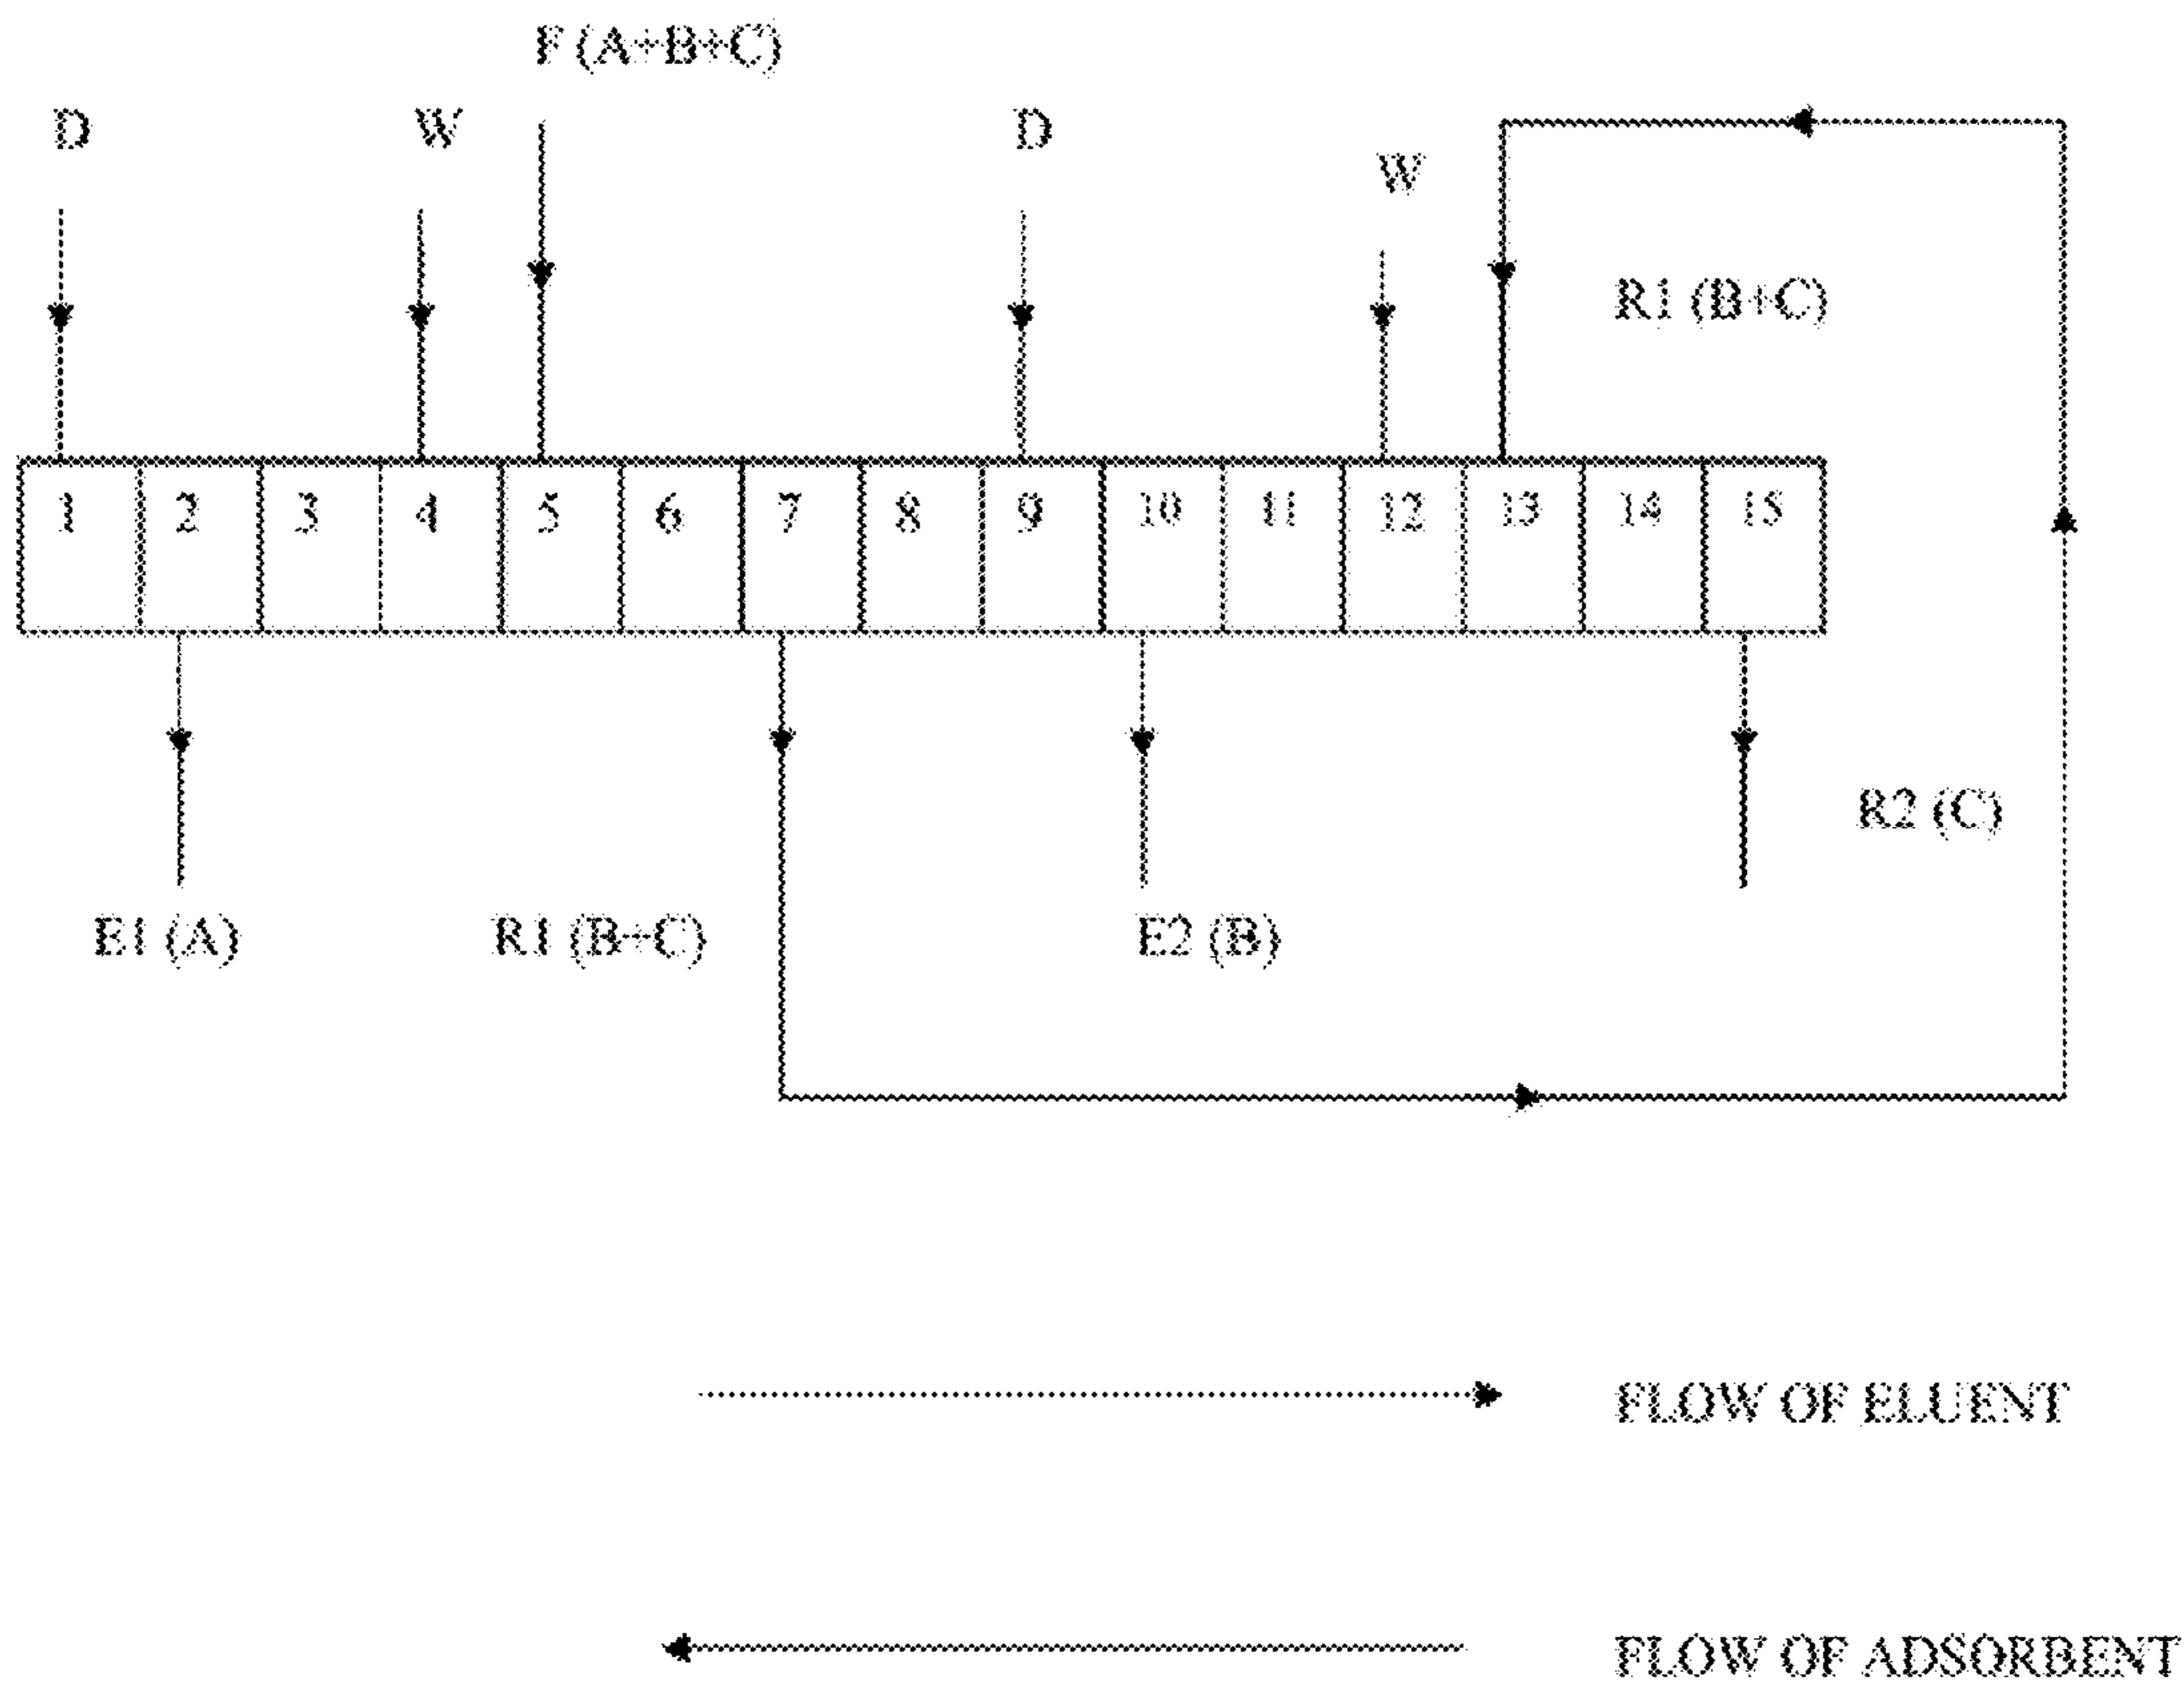 F (A+B+C)
D W D
W
R1 (B+C)
1 2 3 4 5 6 7 8 9 10 11 12 13 14 15
R2 (C)
E1 (A) R1 (B+C) E2 (B)
FLOW OF ELUENT
FLOW OF ADSORBENT